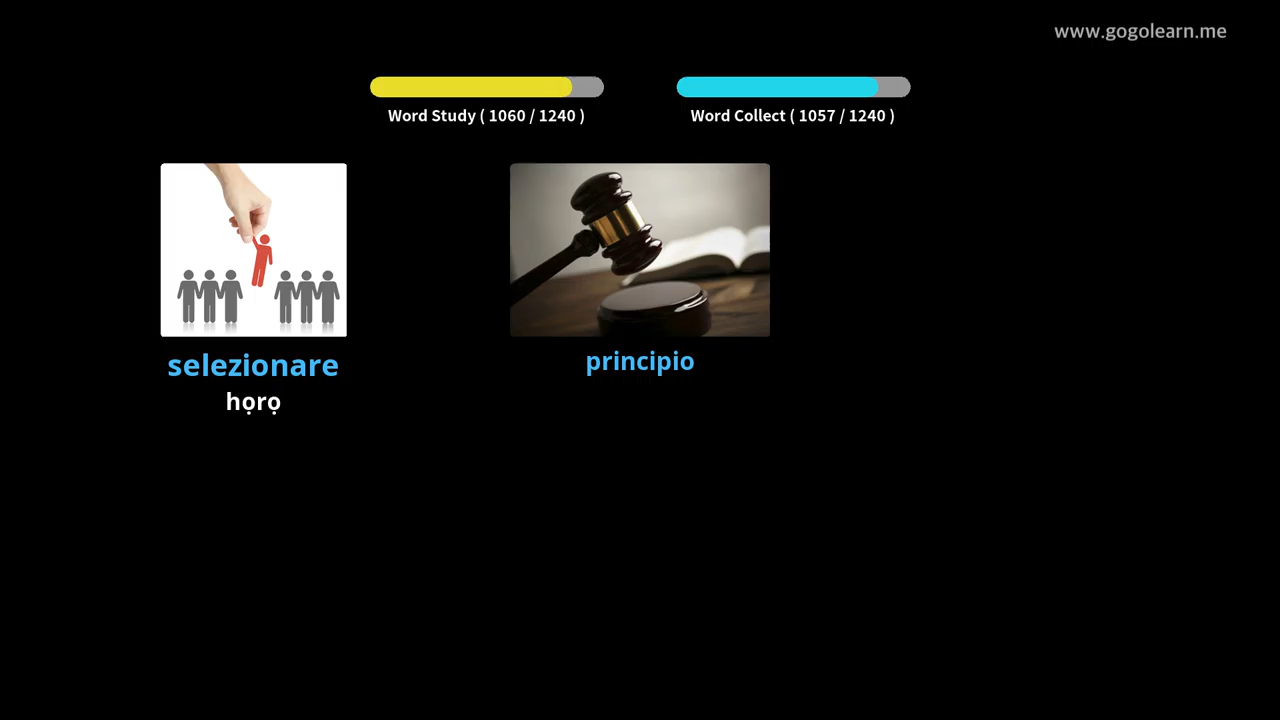 www.gogolearn.me
Word Study ( 1060 / 1240 )
Word Collect ( 1057 / 1240 )
selezionare
họrọ
principio